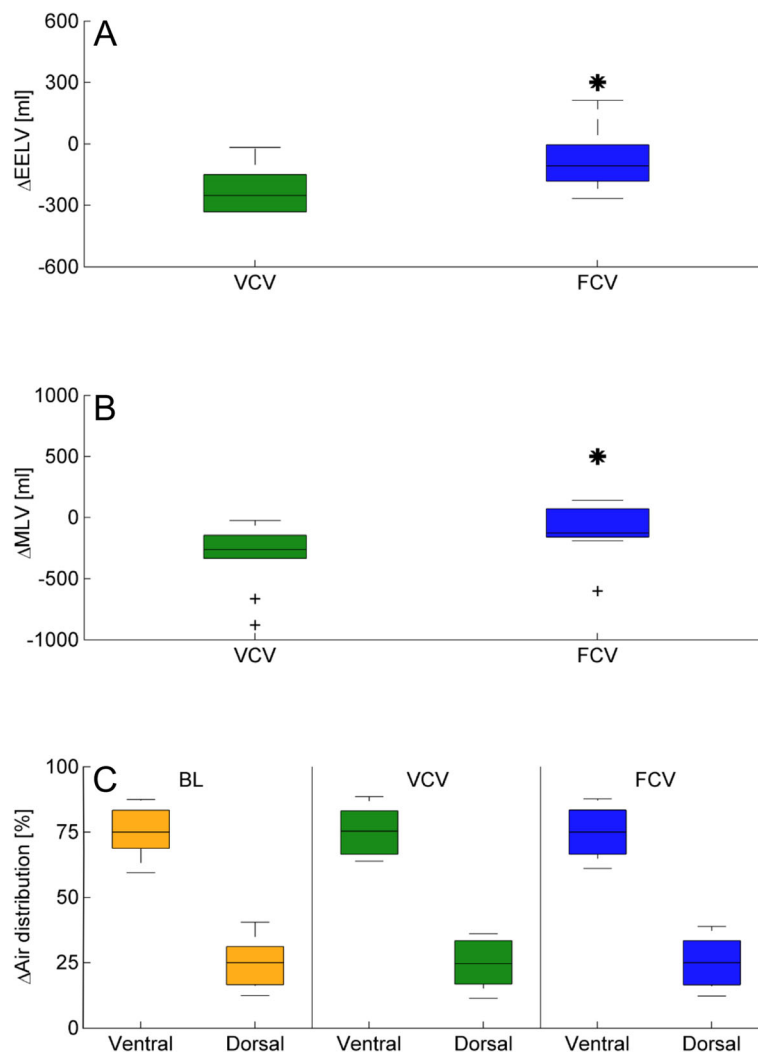 A
ΔEELV [ml]
600
300
0
-300
-600
VCV
FCV
B
ΔMLV [ml]
1000
500
0
-500
-1000
VCV
FCV
C
BL
VCV
FCV
ΔAir distribution [%]
100
75
50
25
0
Ventral Dorsal Ventral Dorsal Ventral Dorsal